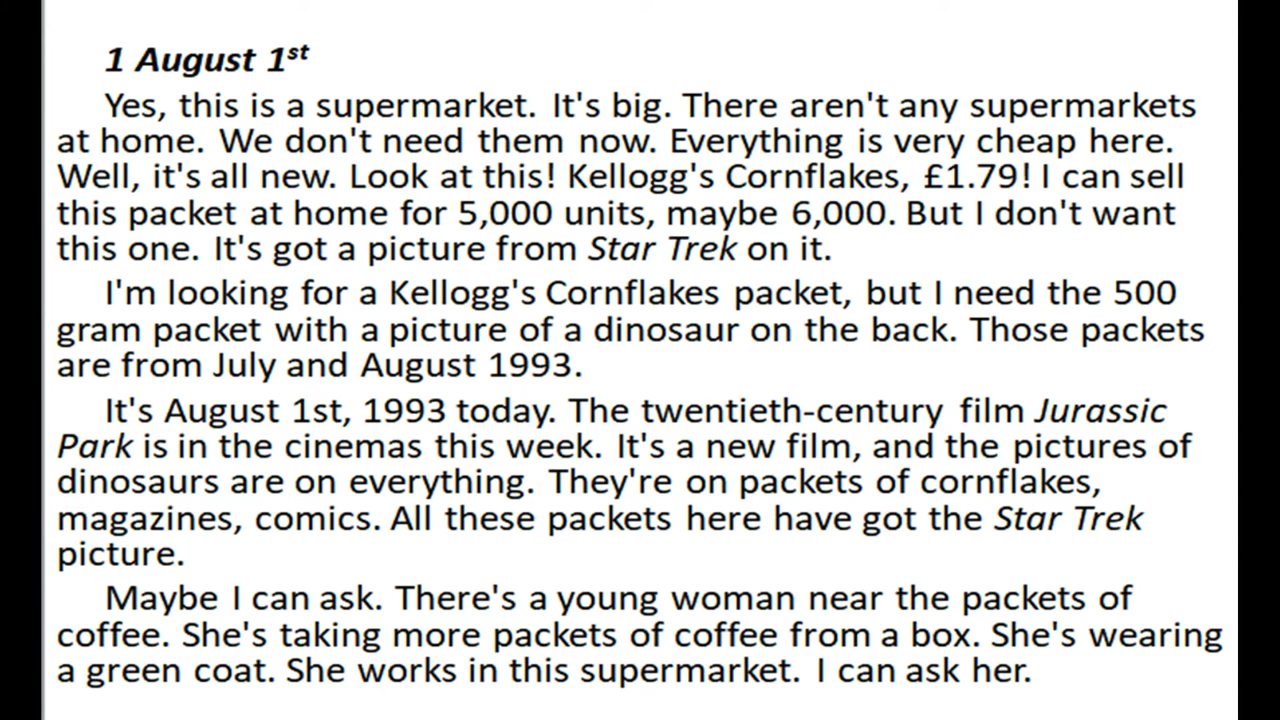 1 August 1st
Yes, this is a supermarket. It's big. There aren't any supermarkets
at home. We don't need them now. Everything is very cheap here.
Well, it's all new. Look at this! Kellogg's Cornflakes, £1.79! I can sell
this packet at home for 5,000 units, maybe 6,000. But I don't want
this one. It's got a picture from Star Trek on it.
I'm looking for a Kellogg's Cornflakes packet, but I need the 500
gram packet with a picture of a dinosaur on the back. Those packets
are from July and August 1993.
It's August 1st, 1993 today. The twentieth-century film Jurassic
Park is in the cinemas this week. It's a new film, and the pictures of
dinosaurs are on everything. They're on packets of cornflakes,
magazines, comics. All these packets here have got the Star Trek
picture.
Maybe I can ask. There's a young woman near the packets of
coffee. She's taking more packets of coffee from a box. She's wearing
a green coat. She works in this supermarket. I can ask her.